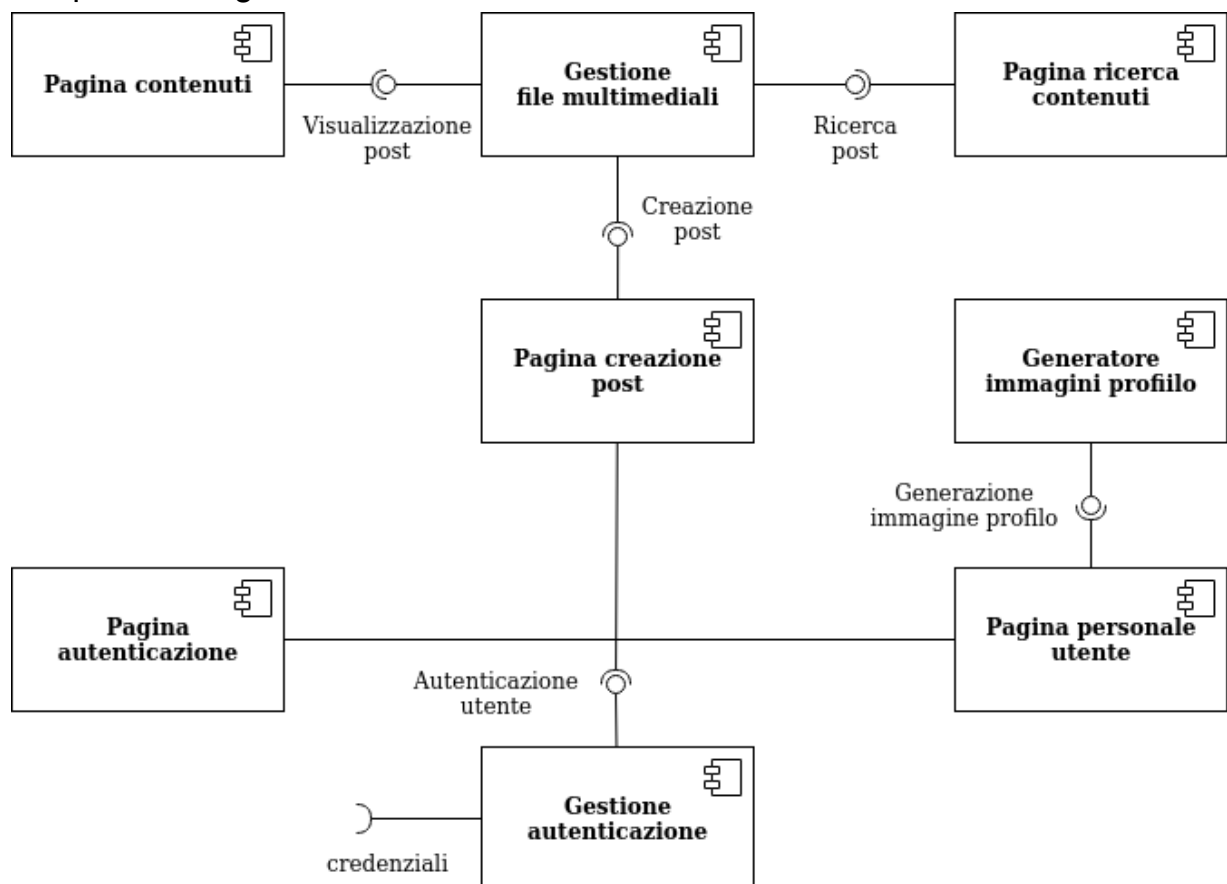 Pagina contenuti
Visualizzazione
post
Gestione
file multimediali
Ricerca
post
Pagina ricerca
contenuti
Creazione
post
Pagina creazione
post
Generatore
immagini profiilo
Generazione
immagine profilo
Pagina
autenticazione
Pagina personale
utente
Autenticazione
utente
Gestione
autenticazione
credenziali